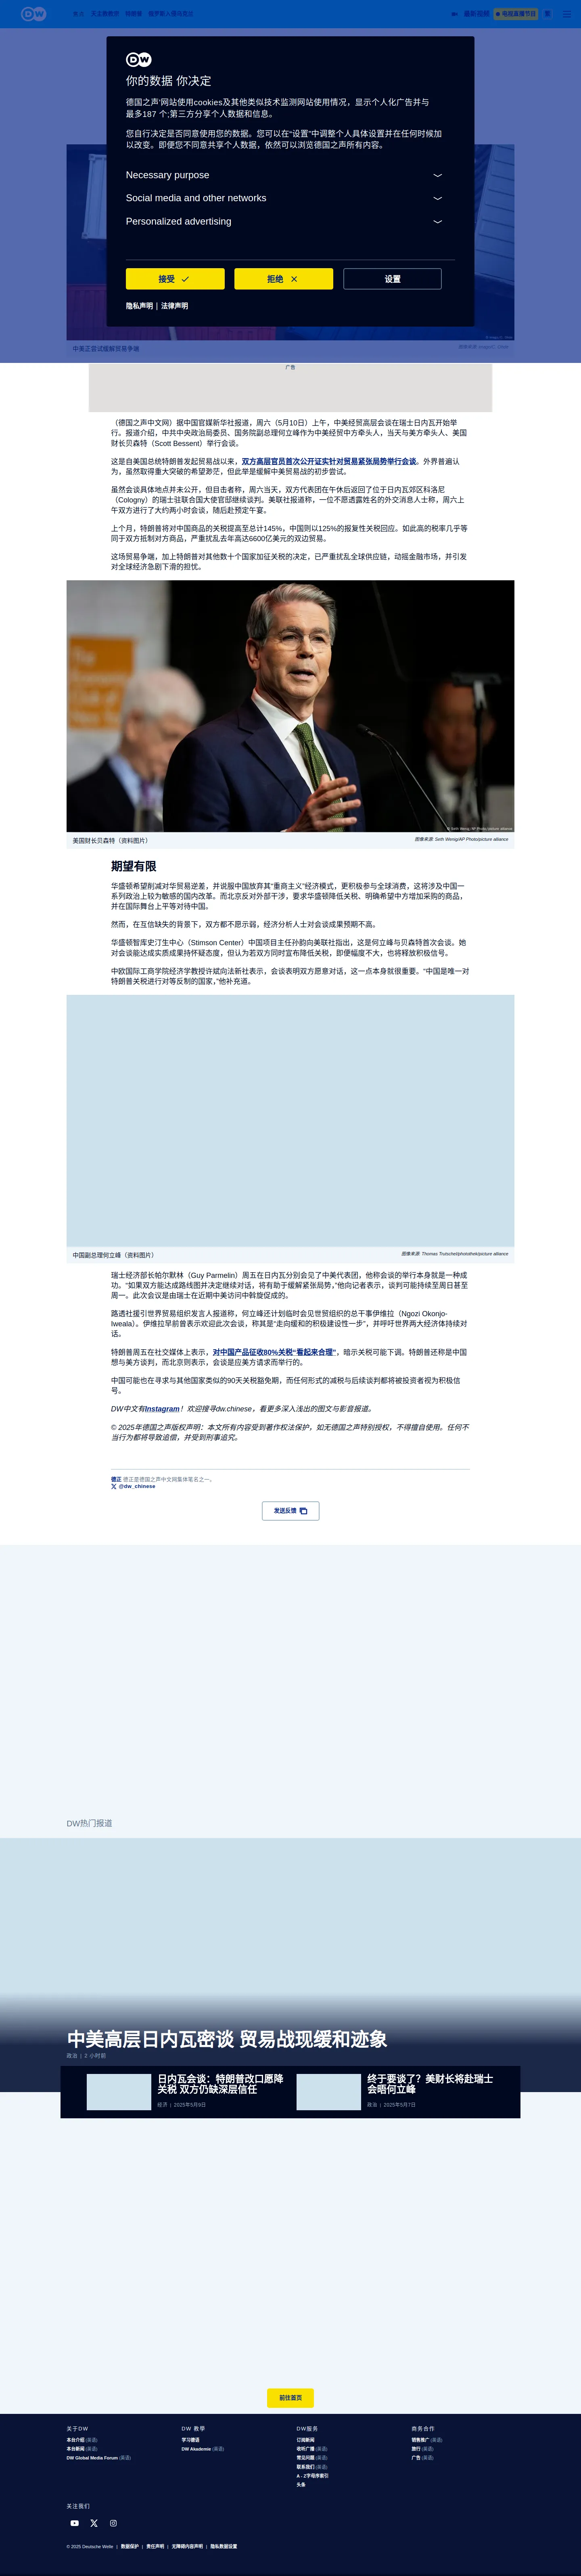 DW
最新视频
电视直播节目
DW
你的数据 你决定
德国之声'网站使用cookies及其他类似技术监测网站使用情况，显示个人化广告并与
最多187 个;第三方分享个人数据和信息。
您自行决定是否同意使用您的数据。您可以在“设置”中调整个人具体设置并在任何时候加
以改变。即便您不同意共享个人数据，依然可以浏览德国之声所有内容。
Necessary purpose
Social media and other networks
Personalized advertising
接受
拒绝
设置
隐私声明 | 法律声明
中美正尝试缓解贸易争端
广告
（德国之声中文网）据中国官媒新华社报道，周六（5月10日）上午，中美经贸高层会谈在瑞士日内瓦开始举
行。报道介绍，中共中央政治局委员、国务院副总理何立峰作为中美经贸中方牵头人，当天与美方牵头人、美国
财长贝森特（Scott Bessent）举行会谈。
这是自美国总统特朗普发起贸易战以来，双方高层官员首次公开证实针对贸易紧张局势举行会谈。外界普遍认
为，虽然取得重大突破的希望渺茫，但此举是缓解中美贸易战的初步尝试。
虽然会谈具体地点并未公开，但目击者称，周六当天，双方代表团在午休后返回了位于日内瓦郊区科洛尼
（Cologny）的瑞士驻联合国大使官邸继续谈判。美联社报道称，一位不愿透露姓名的外交消息人士称，周六上
午双方进行了大约两小时会谈，随后赴预定午宴。
上个月，特朗普将对中国商品的关税提高至总计145%，中国则以125%的报复性关税回应。如此高的税率几乎等
同于双方抵制对方商品，严重扰乱去年高达6600亿美元的双边贸易。
这场贸易争端，加上特朗普对其他数十个国家加征关税的决定，已严重扰乱全球供应链，动摇金融市场，并引发
对全球经济急剧下滑的担忧。
© Seth Wenig, AP Photo/picture alliance
美国财长贝森特（资料图片）
图像来源: Seth Wenig/AP Photo/picture alliance
期望有限
华盛顿希望削减对华贸易逆差，并说服中国放弃其“重商主义”经济模式，更积极参与全球消费，这将涉及中国一
系列政治上较为敏感的国内改革。而北京反对外部干涉，要求华盛顿降低关税、明确希望中方增加采购的商品，
并在国际舞台上平等对待中国。
然而，在互信缺失的背景下，双方都不愿示弱，经济分析人士对会谈成果预期不高。
华盛顿智库史汀生中心（Stimson Center）中国项目主任孙韵向美联社指出，这是何立峰与贝森特首次会谈。她
对会谈能达成实质成果持怀疑态度，但认为若双方同时宣布降低关税，即便幅度不大，也将释放积极信号。
中欧国际工商学院经济学教授许斌向法新社表示，会谈表明双方愿意对话，这一点本身就很重要。“中国是唯一对
特朗普关税进行对等反制的国家，”他补充道。
中国副总理何立峰（资料图片）
图像来源: Thomas Trutschel/photothek/picture alliance
瑞士经济部长帕尔默林（Guy Parmelin）周五在日内瓦分别会见了中美代表团，他称会谈的举行本身就是一种成
功。“如果双方能达成路线图并决定继续对话，将有助于缓解紧张局势，”他向记者表示，谈判可能持续至周日甚至
周一。此次会议是由瑞士在近期中美访问中斡旋促成的。
路透社援引世界贸易组织发言人报道称，何立峰还计划临时会见世贸组织的总干事伊维拉（Ngozi Okonjo-
Iweala）。伊维拉早前曾表示欢迎此次会谈，称其是“走向缓和的积极建设性一步”，并呼吁世界两大经济体持续对
话。
特朗普周五在社交媒体上表示，对中国产品征收80%关税“看起来合理”，暗示关税可能下调。特朗普还称是中国
想与美方谈判，而北京则表示，会谈是应美方请求而举行的。
中国可能也在寻求与其他国家类似的90天关税豁免期，而任何形式的减税与后续谈判都将被投资者视为积极信
号。
DW中文有Instagram！欢迎搜寻dw.chinese，看更多深入浅出的图文与影音报道。
© 2025年德国之声版权声明：本文所有内容受到著作权法保护，如无德国之声特别授权，不得擅自使用。任何不
当行为都将导致追偿，并受到刑事追究。
德正 德正是德国之声中文网集体笔名之一。
@dw_chinese
发送反馈
DW热门报道
中美高层日内瓦密谈 贸易战现缓和迹象
政治 | 2 小时前
日内瓦会谈：特朗普改口愿降
关税 双方仍缺深层信任
经济 | 2025年5月9日
终于要谈了？美财长将赴瑞士
会晤何立峰
政治 | 2025年5月7日
前往首页
关于DW
本台介绍 (英语)
本台新闻 (英语)
DW Global Media Forum (英语)
DW 教學
学习德语
DW Akademie (英语)
DW服务
订阅新闻
收听广播 (英语)
常见问题 (英语)
联系我们 (英语)
A - Z字母序索引
头条
商务合作
销售推广 (英语)
旅行 (英语)
广告 (英语)
关注我们
© 2025 Deutsche Welle | 数据保护 | 责任声明 | 无障碍内容声明 | 隐私数据设置